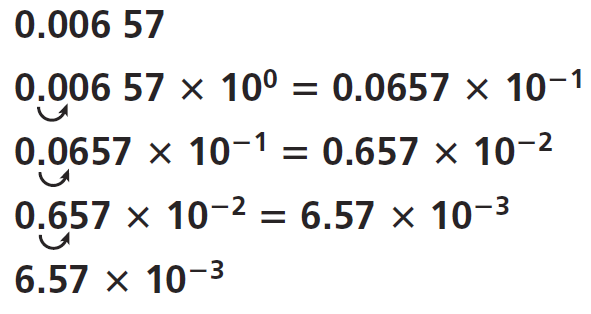 0.006 57
0.006 57 × 10⁰ = 0.0657 × 10⁻¹
0.0657 × 10⁻¹ = 0.657 × 10⁻²
0.657 × 10⁻² = 6.57 × 10⁻³
6.57 × 10⁻³